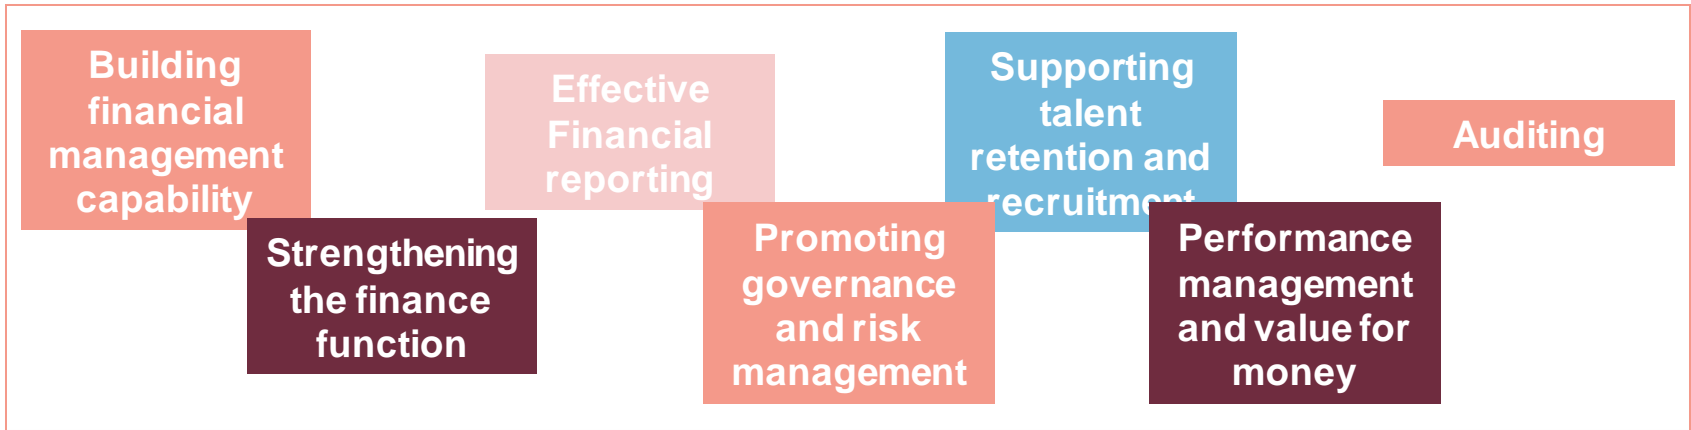 Building
financial
management
capability
Strengthening
the finance
function
Effective
Financial
reporting
Promoting
governance
and risk
management
Supporting
talent
retention and
recruitment
Performance
management
and value for
money
Auditing